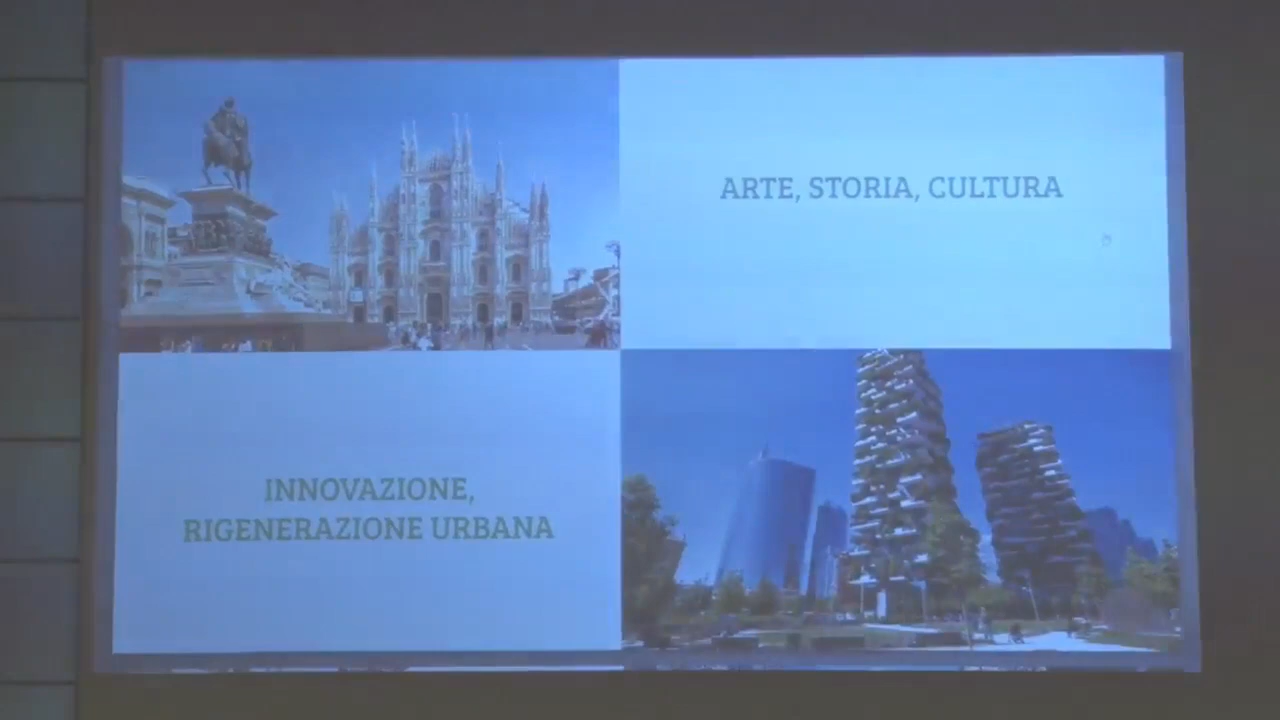 ARTE, STORIA, CULTURA
INNOVAZIONE,
RIGENERAZIONE URBANA